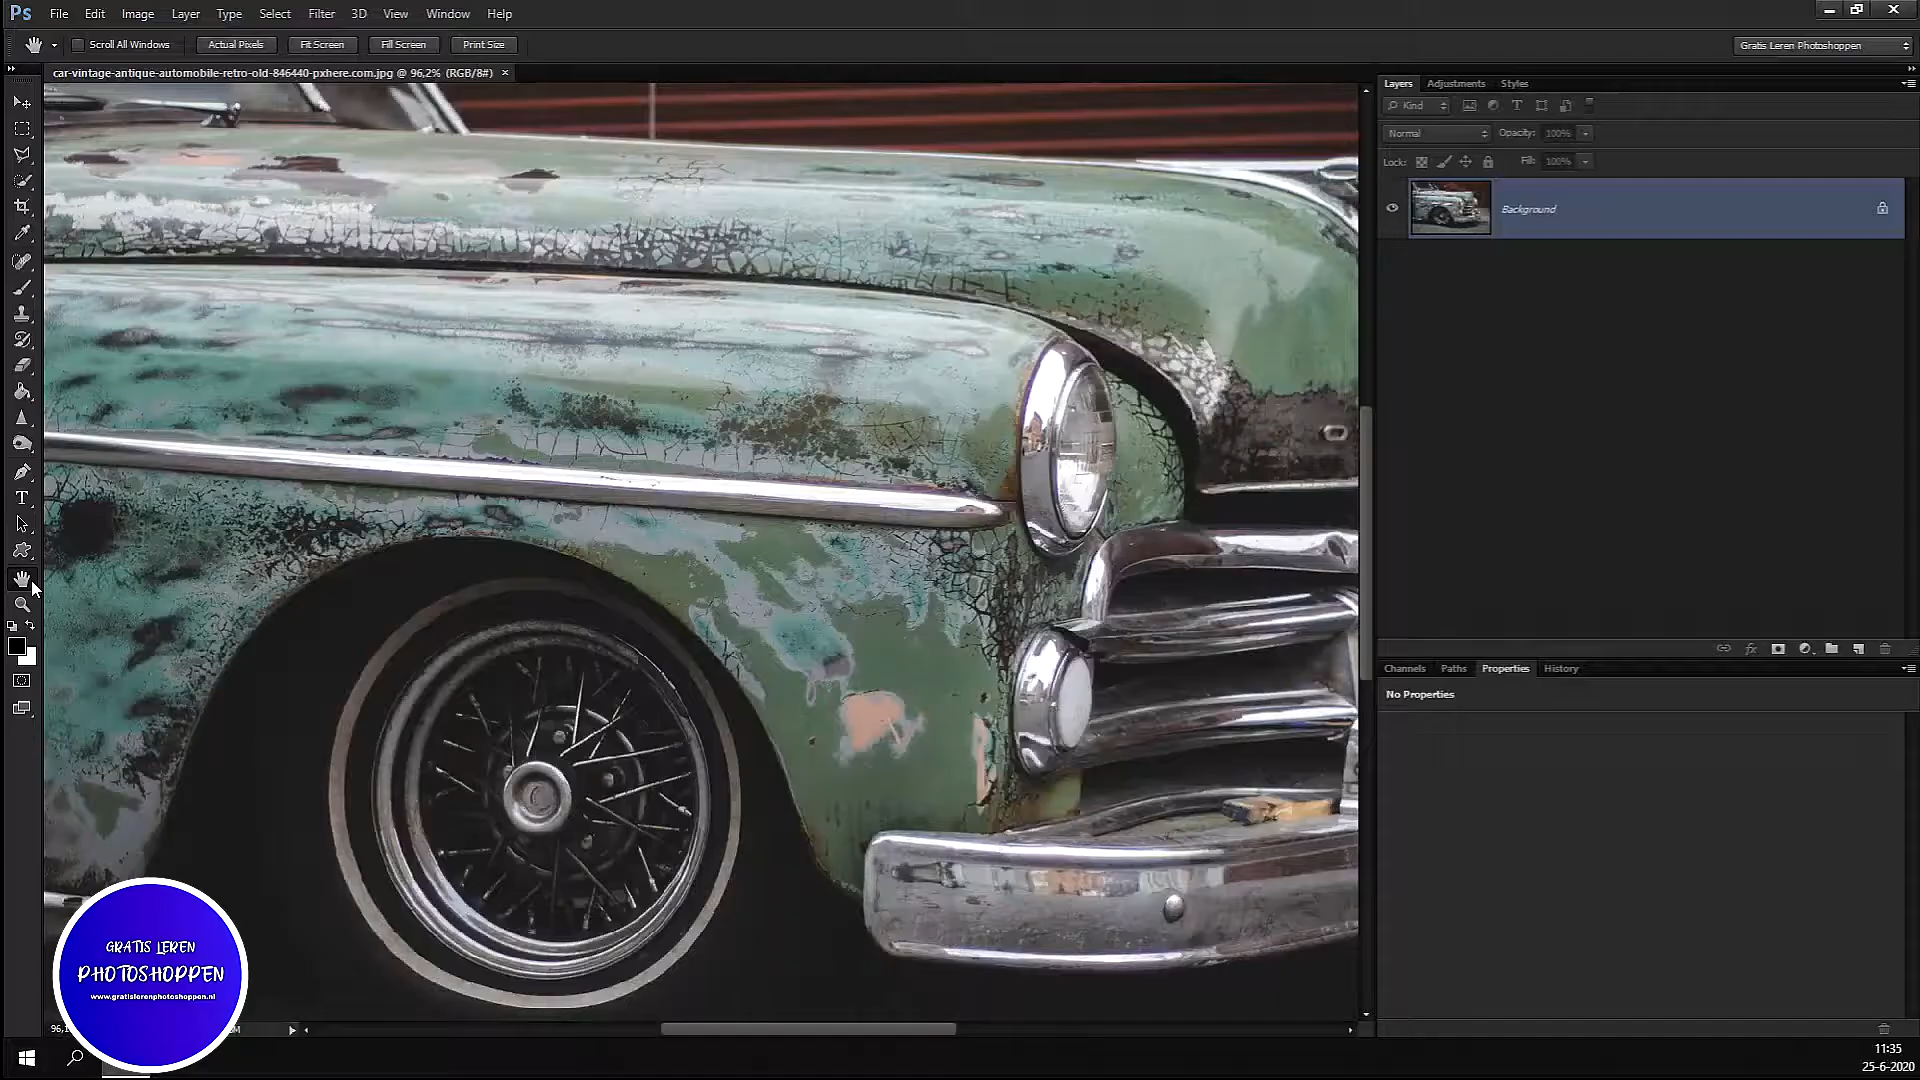 Ps File Edit Image Layer Type Select Filter 3D View Window Help
Scroll All Windows Actual Pixels Fit Screen Fill Screen Print Size Gratis Leren Photoshoppen
car-vintage-antique-automobile-retro-old-846440-pxhere.com.jpg @ 96,2% (RGB/8#) ×
Layers Adjustments Styles
Kind
Normal Opacity: 100%
Lock: Fill: 100%
Background
Channels Paths Properties History
No Properties
GRATIS LEREN
PHOTOSHOPPEN
www.gratislerenphotoshoppen.nl
11:35
25-6-2020